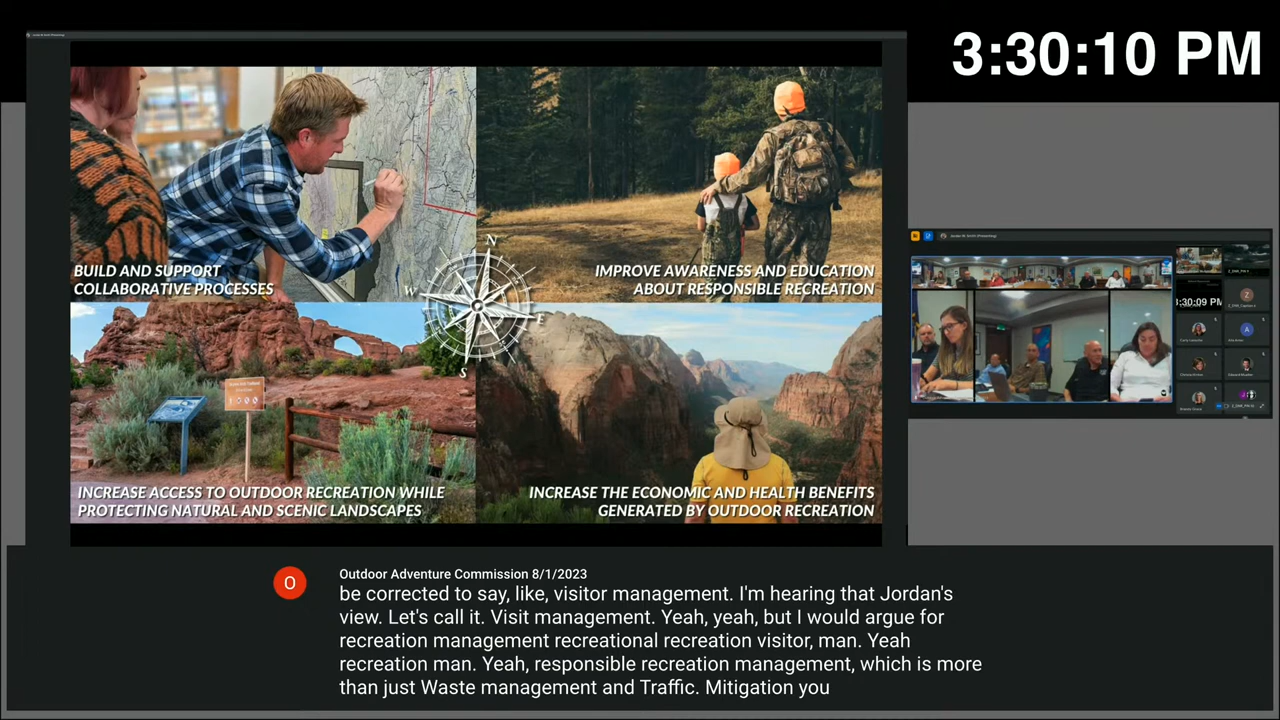 3:30:10 PM
BUILD AND SUPPORT
COLLABORATIVE PROCESSES
IMPROVE AWARENESS AND EDUCATION
ABOUT RESPONSIBLE RECREATION
N
W
E
S
INCREASE ACCESS TO OUTDOOR RECREATION WHILE
PROTECTING NATURAL AND SCENIC LANDSCAPES
INCREASE THE ECONOMIC AND HEALTH BENEFITS
GENERATED BY OUTDOOR RECREATION
:30:09 PM
O
Outdoor Adventure Commission 8/1/2023
be corrected to say, like, visitor management. I'm hearing that Jordan's
view. Let's call it. Visit management. Yeah, yeah, but I would argue for
recreation management recreational recreation visitor, man. Yeah
recreation man. Yeah, responsible recreation management, which is more
than just Waste management and Traffic. Mitigation you